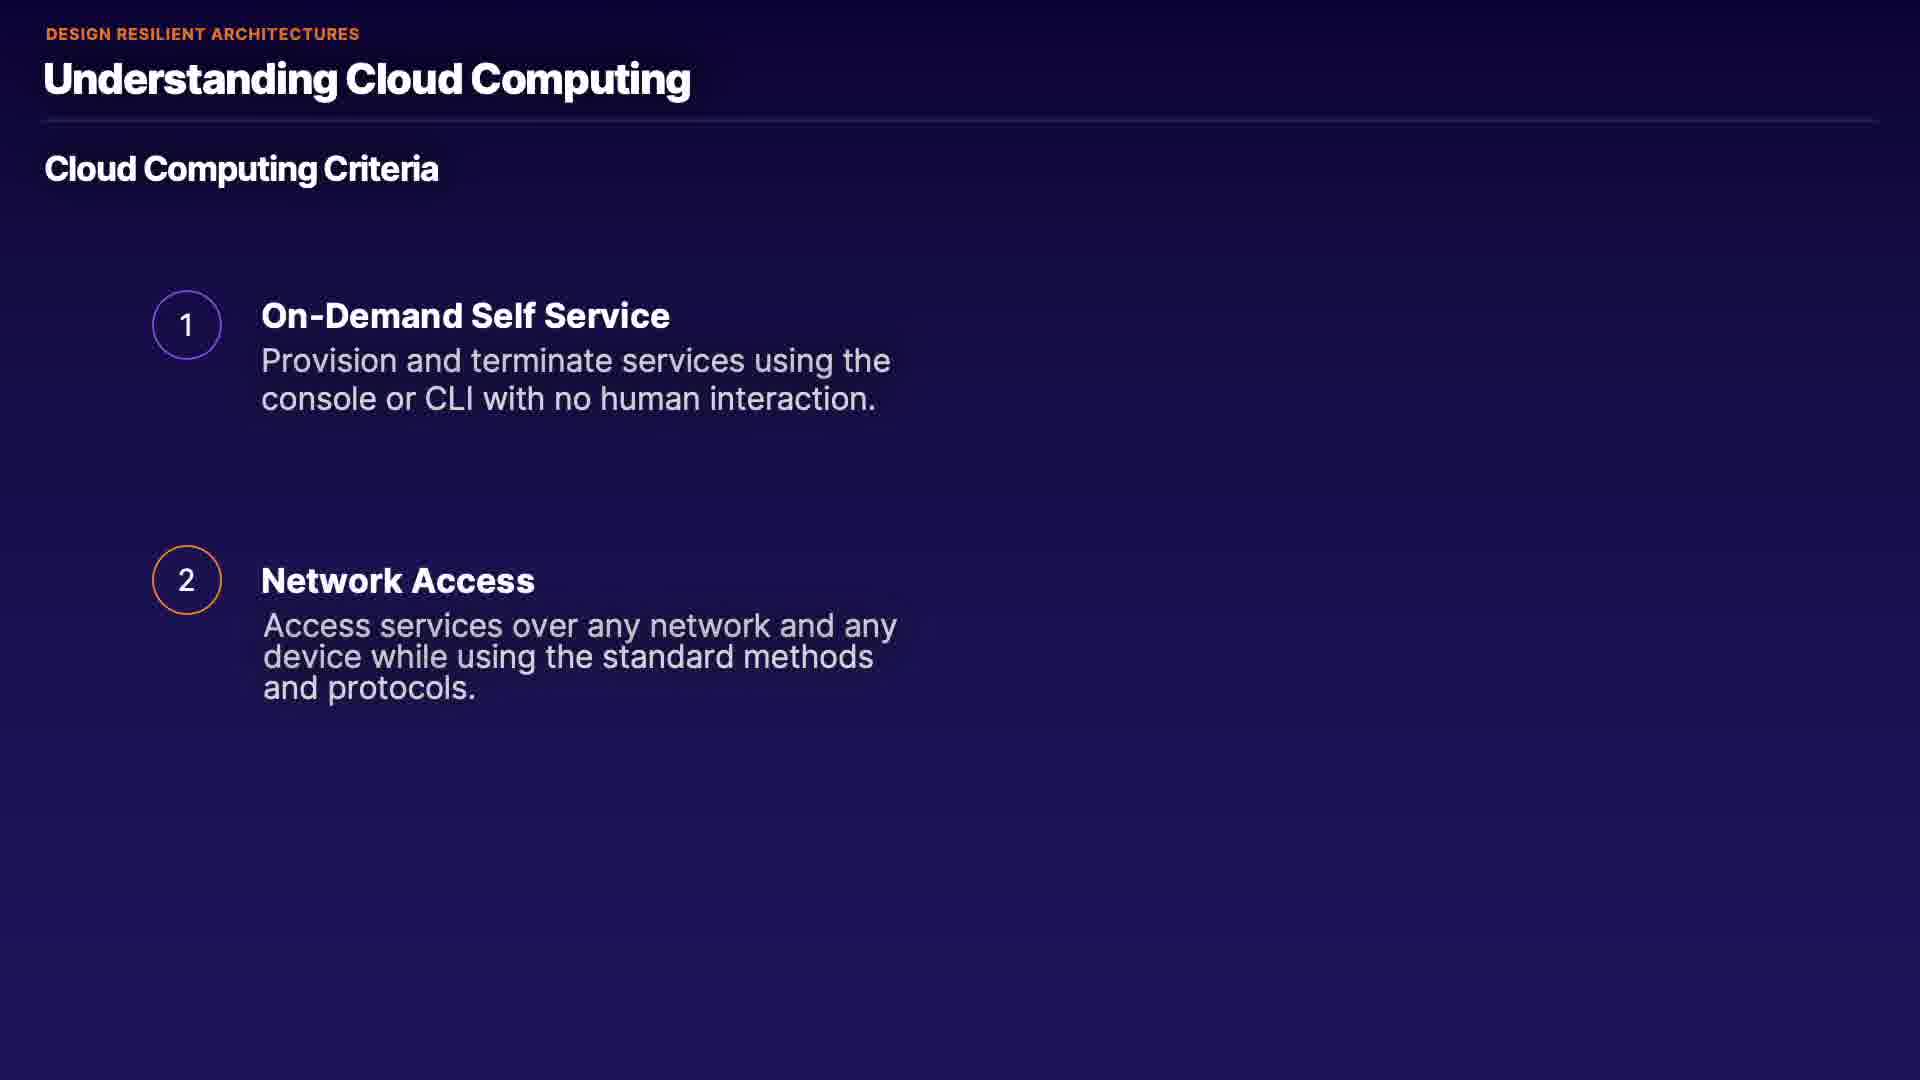 DESIGN RESILIENT ARCHITECTURES
Understanding Cloud Computing
Cloud Computing Criteria
1
On-Demand Self Service
Provision and terminate services using the
console or CLI with no human interaction.
2
Network Access
Access services over any network and any
device while using the standard methods
and protocols.